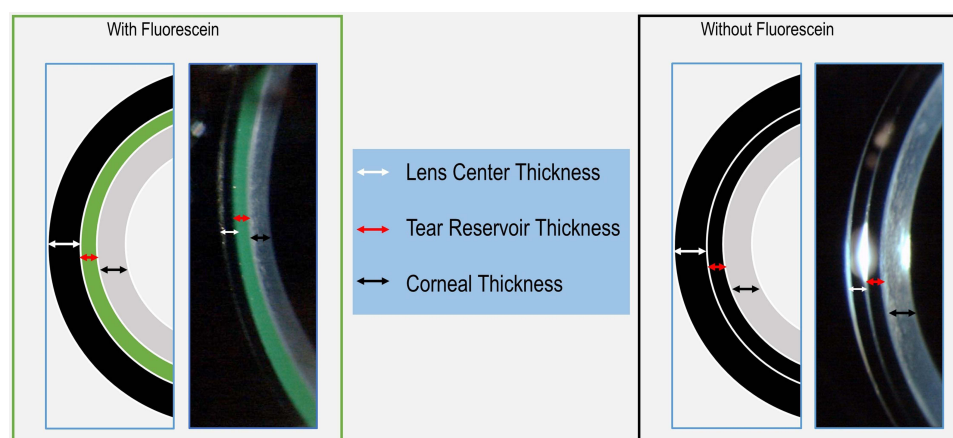 With Fluorescein
Without Fluorescein
Lens Center Thickness
Tear Reservoir Thickness
Corneal Thickness